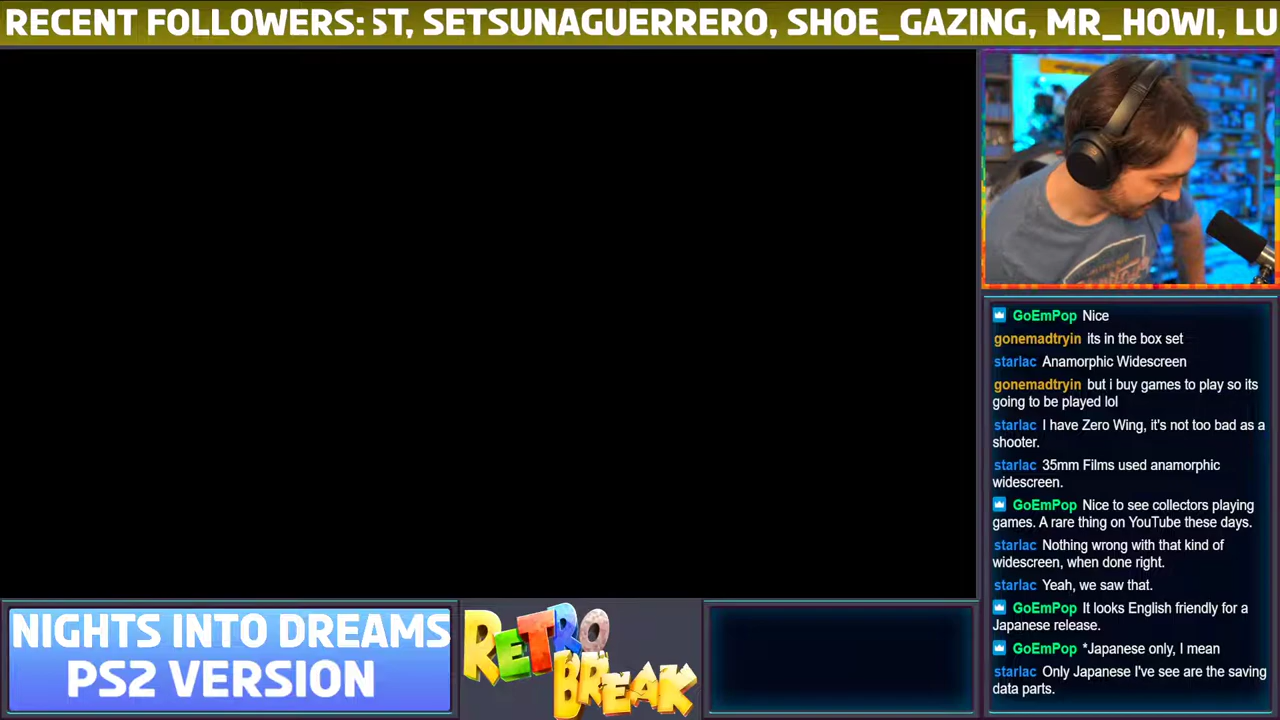 RECENT FOLLOWERS: ST, SETSUNAGUERRERO, SHOE_GAZING, MR_HOWI, LU
GoEmPop Nice
gonemadtryin its in the box set
starlac Anamorphic Widescreen
gonemadtryin but i buy games to play so its
going to be played lol
starlac I have Zero Wing, it's not too bad as a
shooter.
starlac 35mm Films used anamorphic
widescreen.
GoEmPop Nice to see collectors playing
games. A rare thing on YouTube these days.
starlac Nothing wrong with that kind of
widescreen, when done right.
starlac Yeah, we saw that.
GoEmPop It looks English friendly for a
Japanese release.
GoEmPop *Japanese only, I mean
starlac Only Japanese I've see are the saving
data parts.
NIGHTS INTO DREAMS
PS2 VERSION
RETRO
BREAK